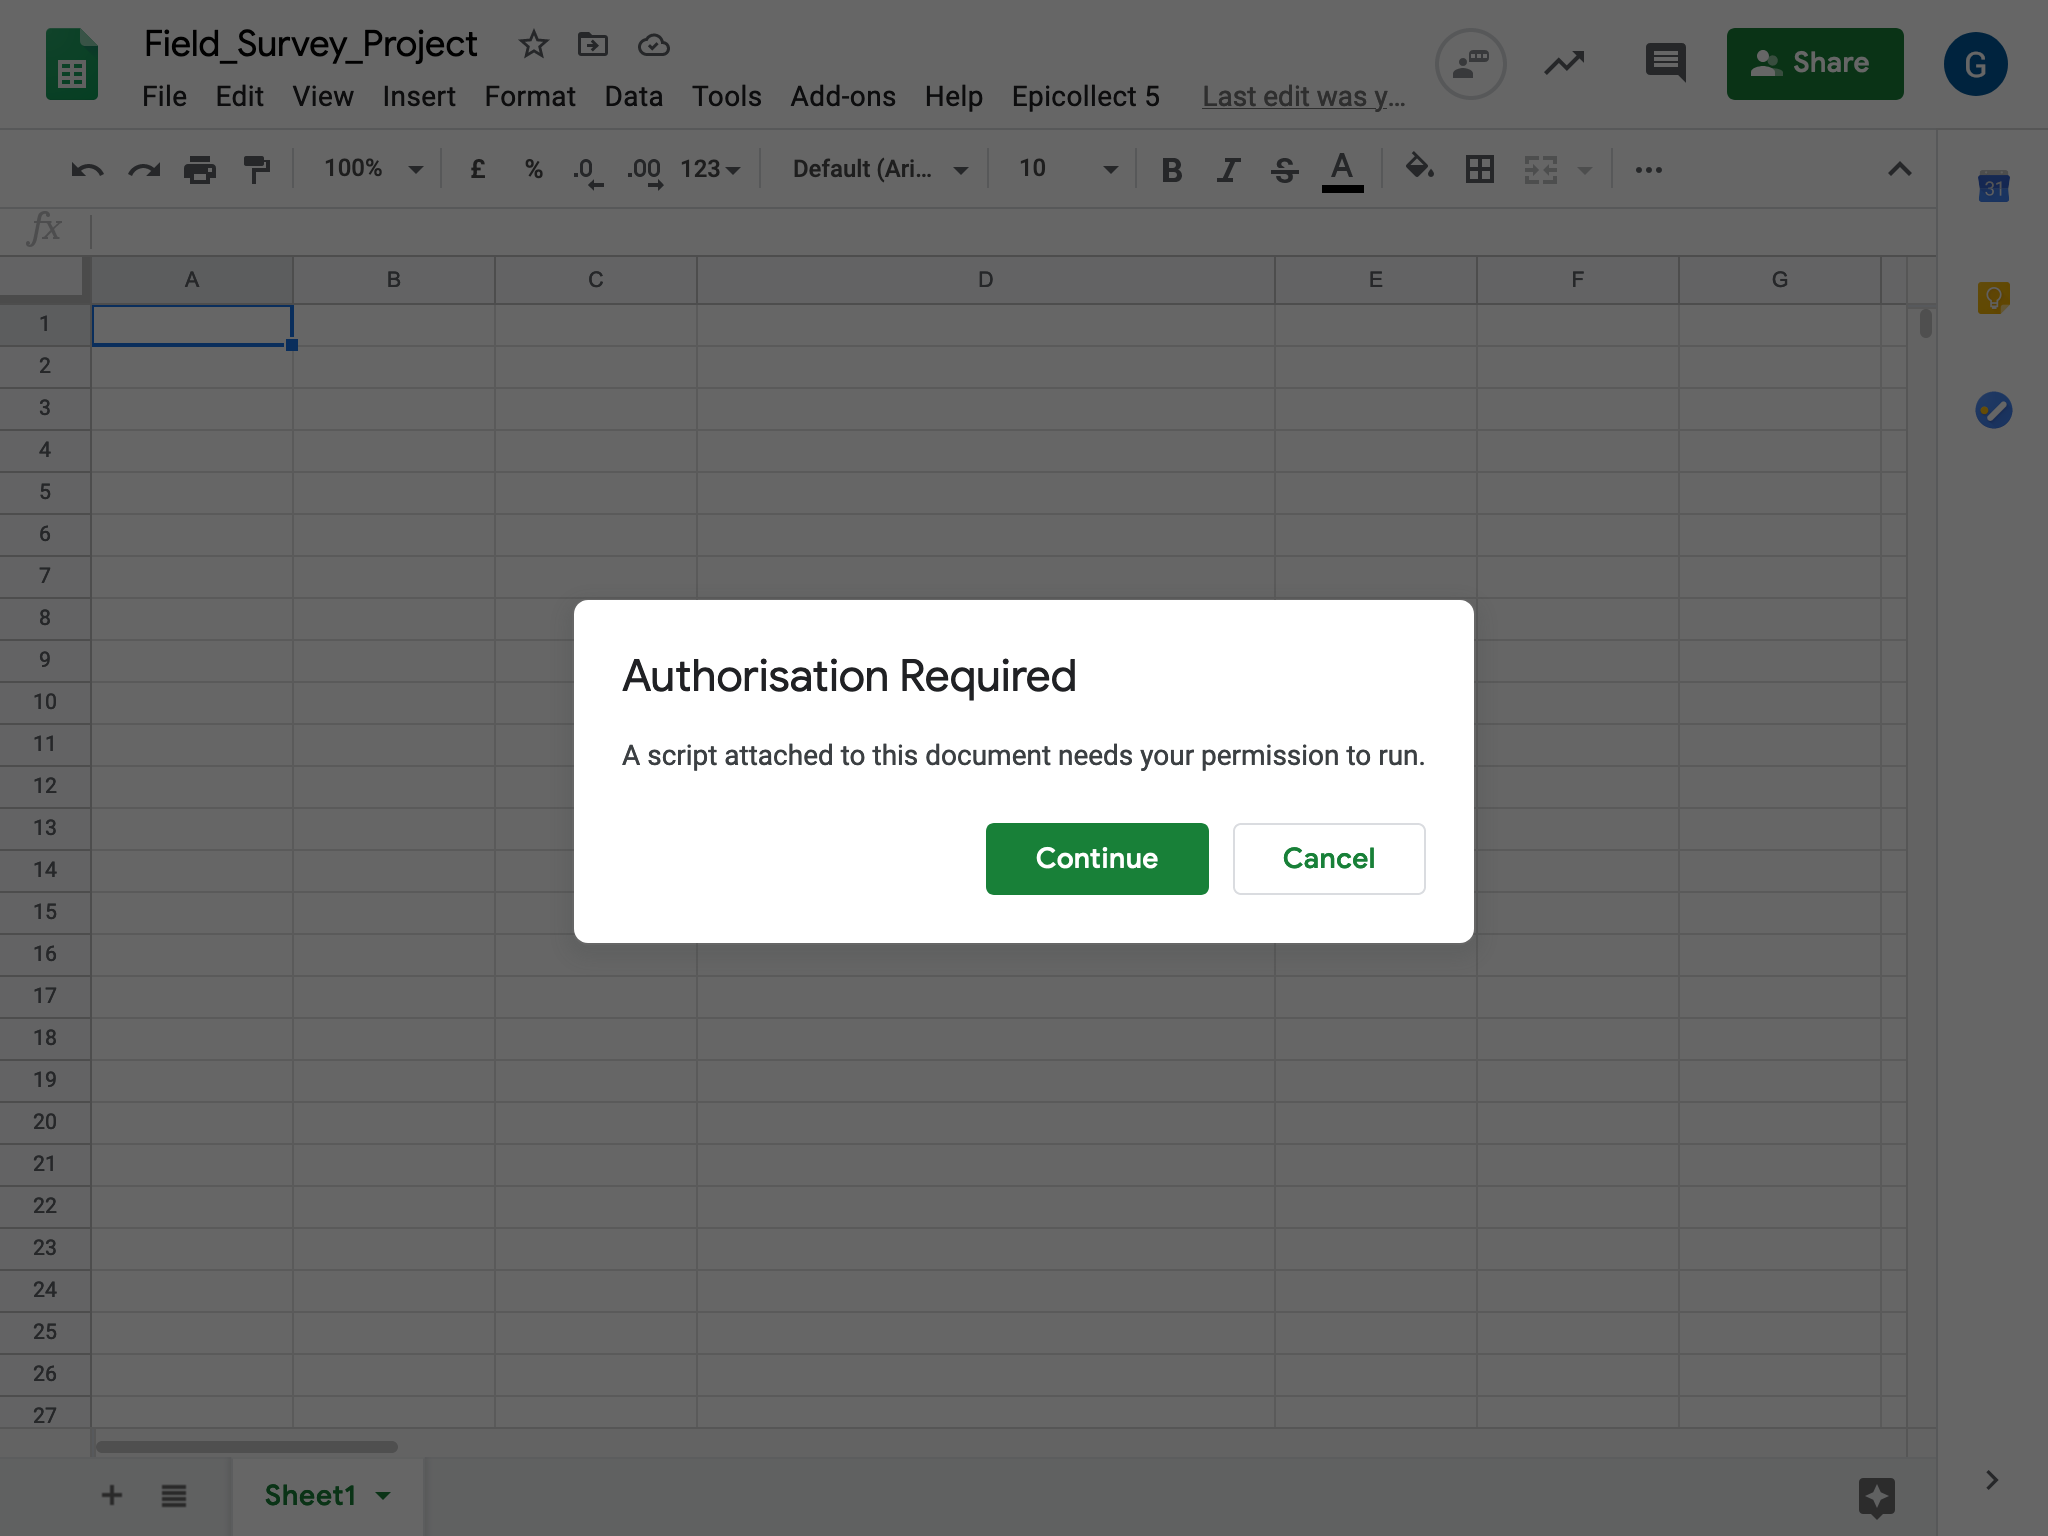 Field_Survey_Project
File Edit View Insert Format Data Tools Add-ons Help Epicollect 5 Last edit was y...
Share
G
100% £ % .0 .00 123 Default (Ari... 10 B I S A
31
fx
A B C D E F G
1
2
3
4
5
6
7
8
9
10
11
12
13
14
15
16
17
18
19
20
21
22
23
24
25
26
27
Authorisation Required
A script attached to this document needs your permission to run.
Continue Cancel
Sheet1